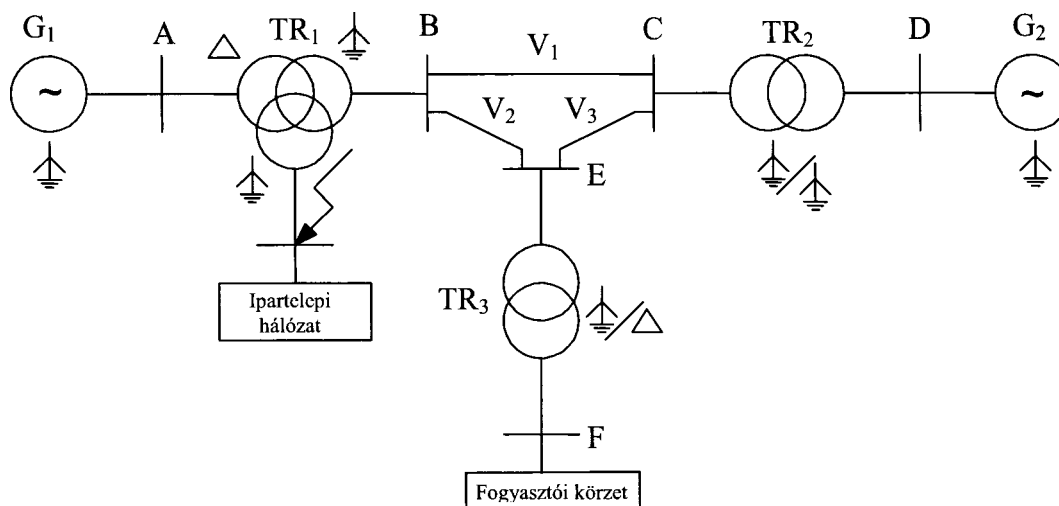 G₁
A
TR₁
B
V₁
C
TR₂
D
G₂
~
~
V₂
V₃
E
Ipartelepi
hálózat
TR₃
F
Fogyasztói körzet